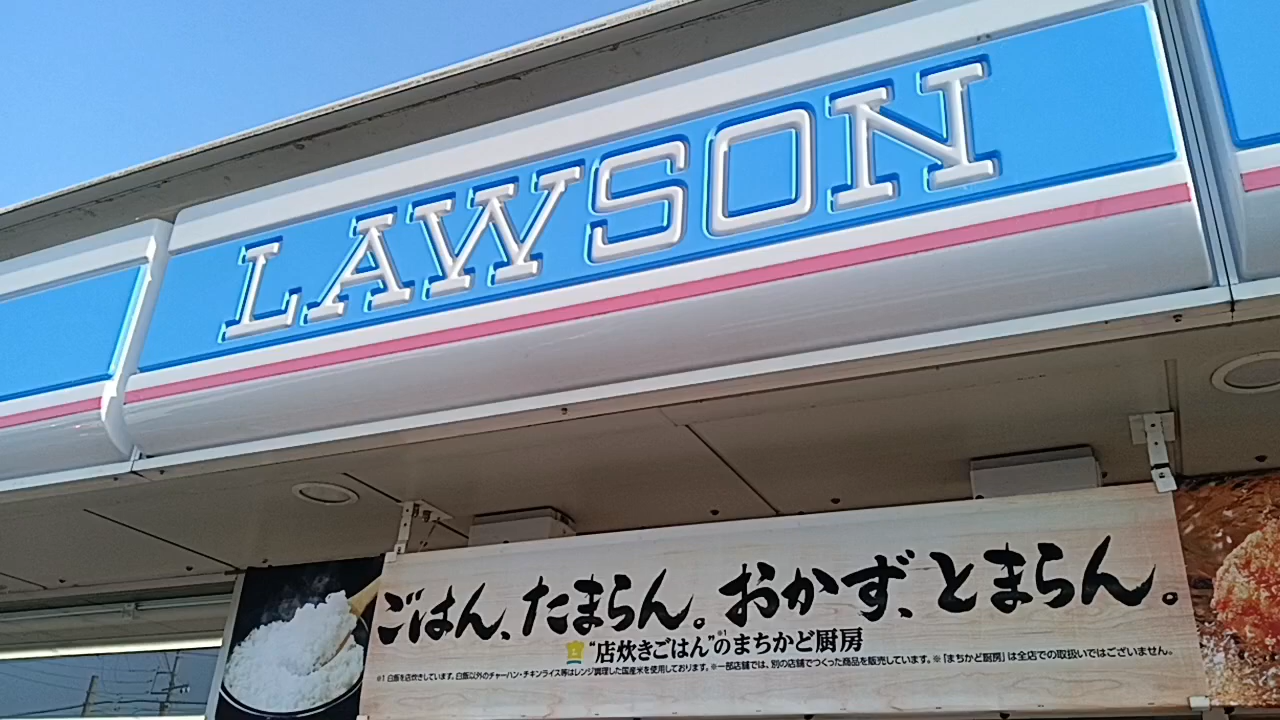 LAWSON
ごはん、たまらん。おかず、とまらん。
“店炊きごはん”※1のまちかど厨房
※1 白飯を店炊きしています。白飯以外のチャーハン・チキンライス等はレンジ調理した国産米を使用しております。※一部店舗では、別の店舗でつくった商品を販売しています。※「まちかど厨房」は全店での取扱いではございません。